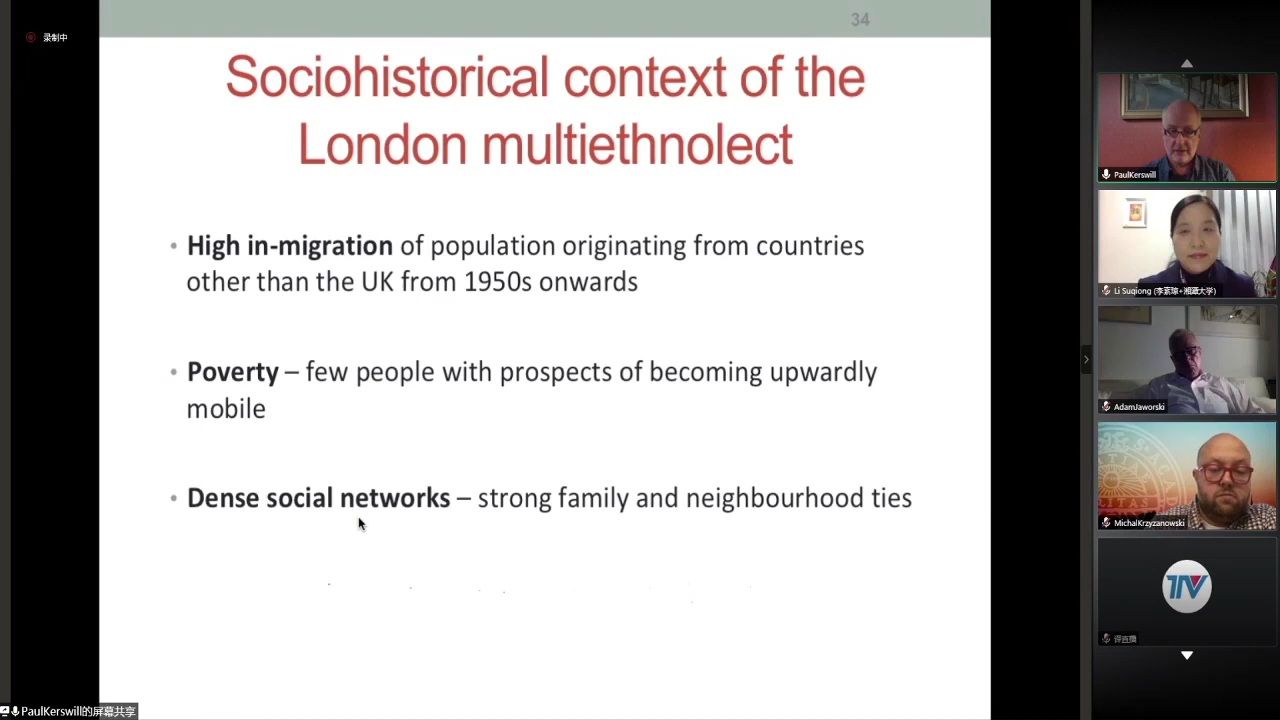 录制中
34
Sociohistorical context of the
London multiethnolect
• High in-migration of population originating from countries
other than the UK from 1950s onwards
• Poverty – few people with prospects of becoming upwardly
mobile
• Dense social networks – strong family and neighbourhood ties
PaulKerswill的屏幕共享
PaulKerswill
Li Suqiong (李素琼+湘潭大学)
AdamJaworski
MichalKrzyzanowski